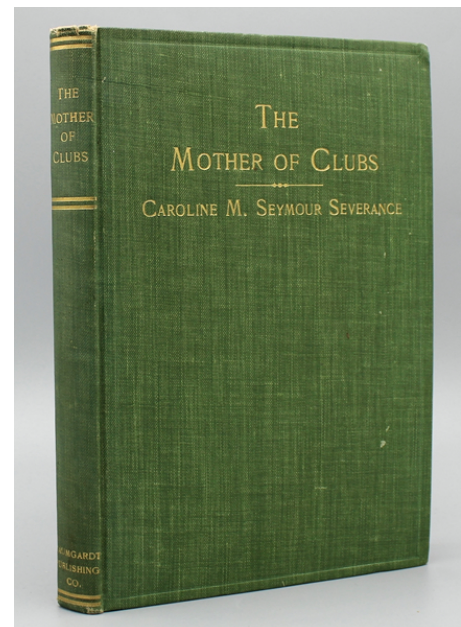 THE
MOTHER OF CLUBS
CAROLINE M. SEYMOUR SEVERANCE
THE
MOTHER
OF
CLUBS
CO.